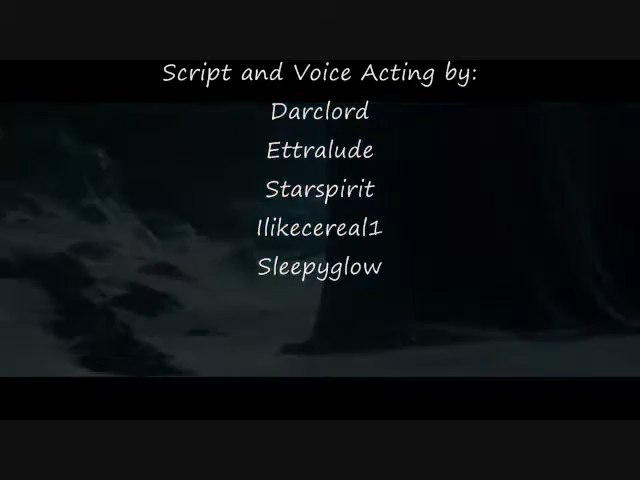 Script and Voice Acting by:
Darclord
Ettralude
Starspirit
Ilikecereal1
Sleepyglow